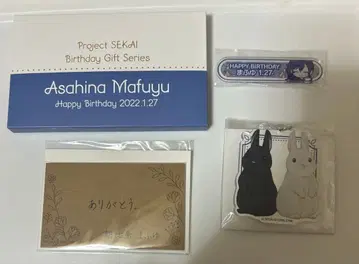 Project SEKAI
Birthday Gift Series
Asahina Mafuyu
Happy Birthday 2022.1.27
HAPPY BIRTHDAY
まふゆ 1.27
ありがとう。